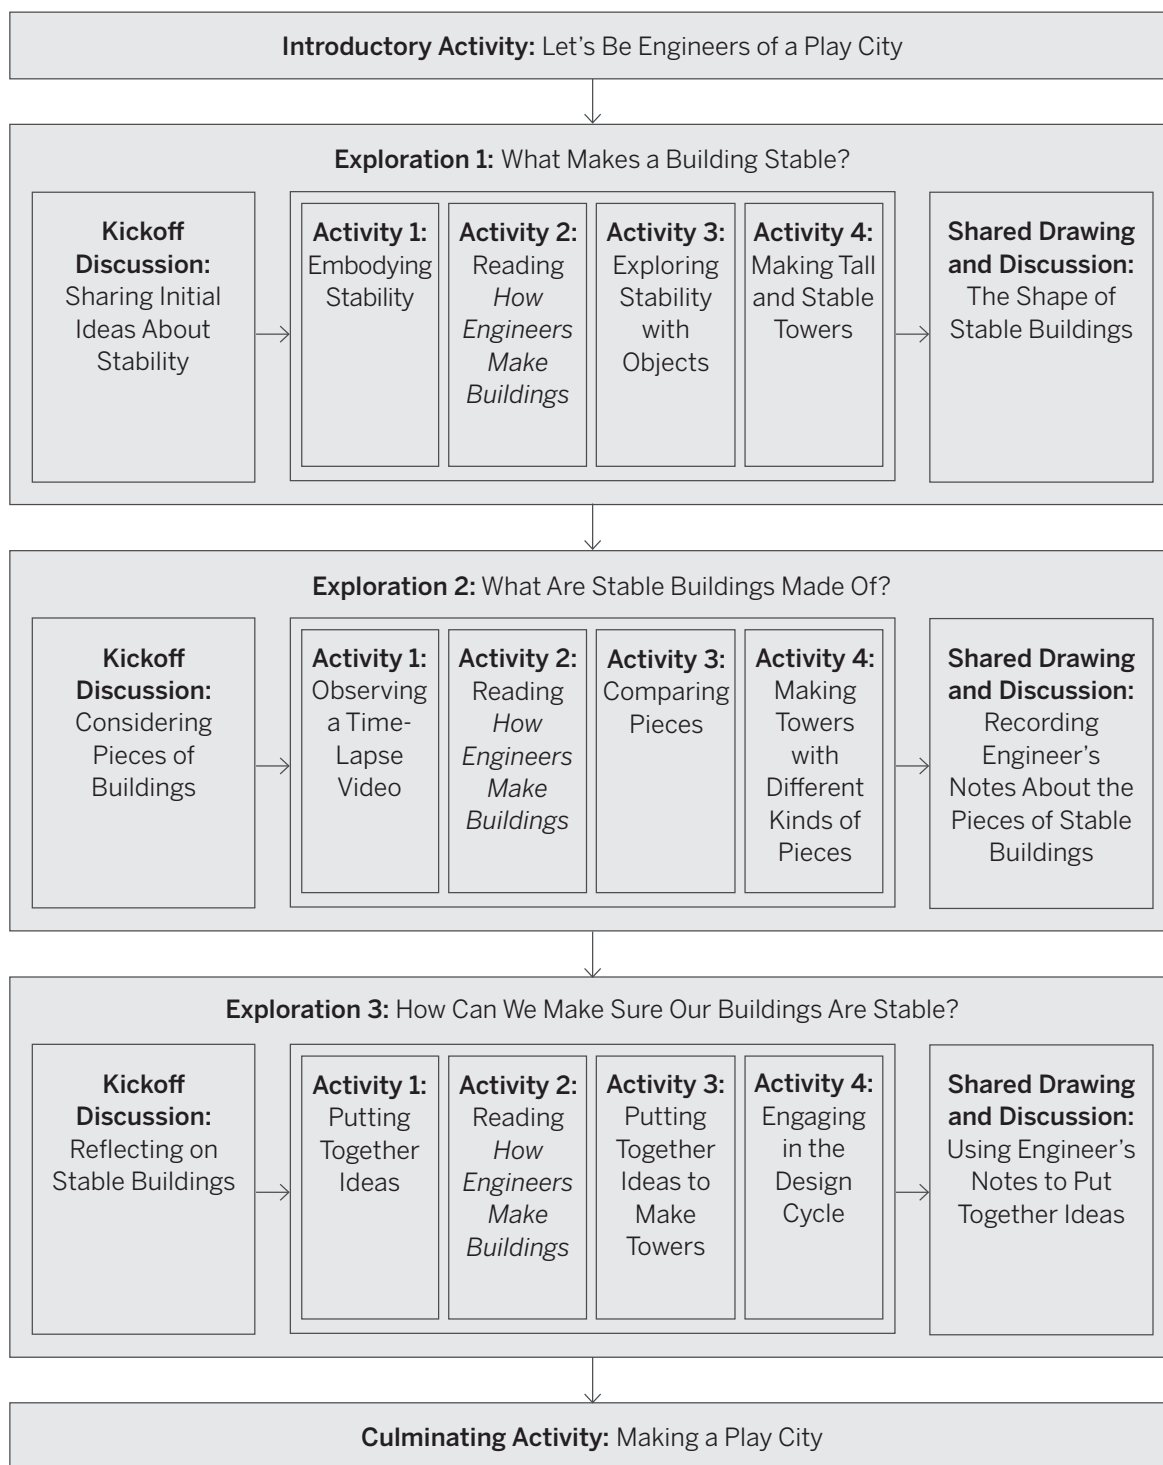 Introductory Activity: Let’s Be Engineers of a Play City
Exploration 1: What Makes a Building Stable?
Kickoff
Discussion:
Sharing Initial
Ideas About
Stability
Activity 1:
Embodying
Stability
Activity 2:
Reading
How
Engineers
Make
Buildings
Activity 3:
Exploring
Stability
with
Objects
Activity 4:
Making Tall
and Stable
Towers
Shared Drawing
and Discussion:
The Shape of
Stable Buildings
Exploration 2: What Are Stable Buildings Made Of?
Kickoff
Discussion:
Considering
Pieces of
Buildings
Activity 1:
Observing
a Time-
Lapse
Video
Activity 2:
Reading
How
Engineers
Make
Buildings
Activity 3:
Comparing
Pieces
Activity 4:
Making
Towers
with
Different
Kinds of
Pieces
Shared Drawing
and Discussion:
Recording
Engineer’s
Notes About the
Pieces of Stable
Buildings
Exploration 3: How Can We Make Sure Our Buildings Are Stable?
Kickoff
Discussion:
Reflecting on
Stable Buildings
Activity 1:
Putting
Together
Ideas
Activity 2:
Reading
How
Engineers
Make
Buildings
Activity 3:
Putting
Together
Ideas to
Make
Towers
Activity 4:
Engaging
in the
Design
Cycle
Shared Drawing
and Discussion:
Using Engineer’s
Notes to Put
Together Ideas
Culminating Activity: Making a Play City